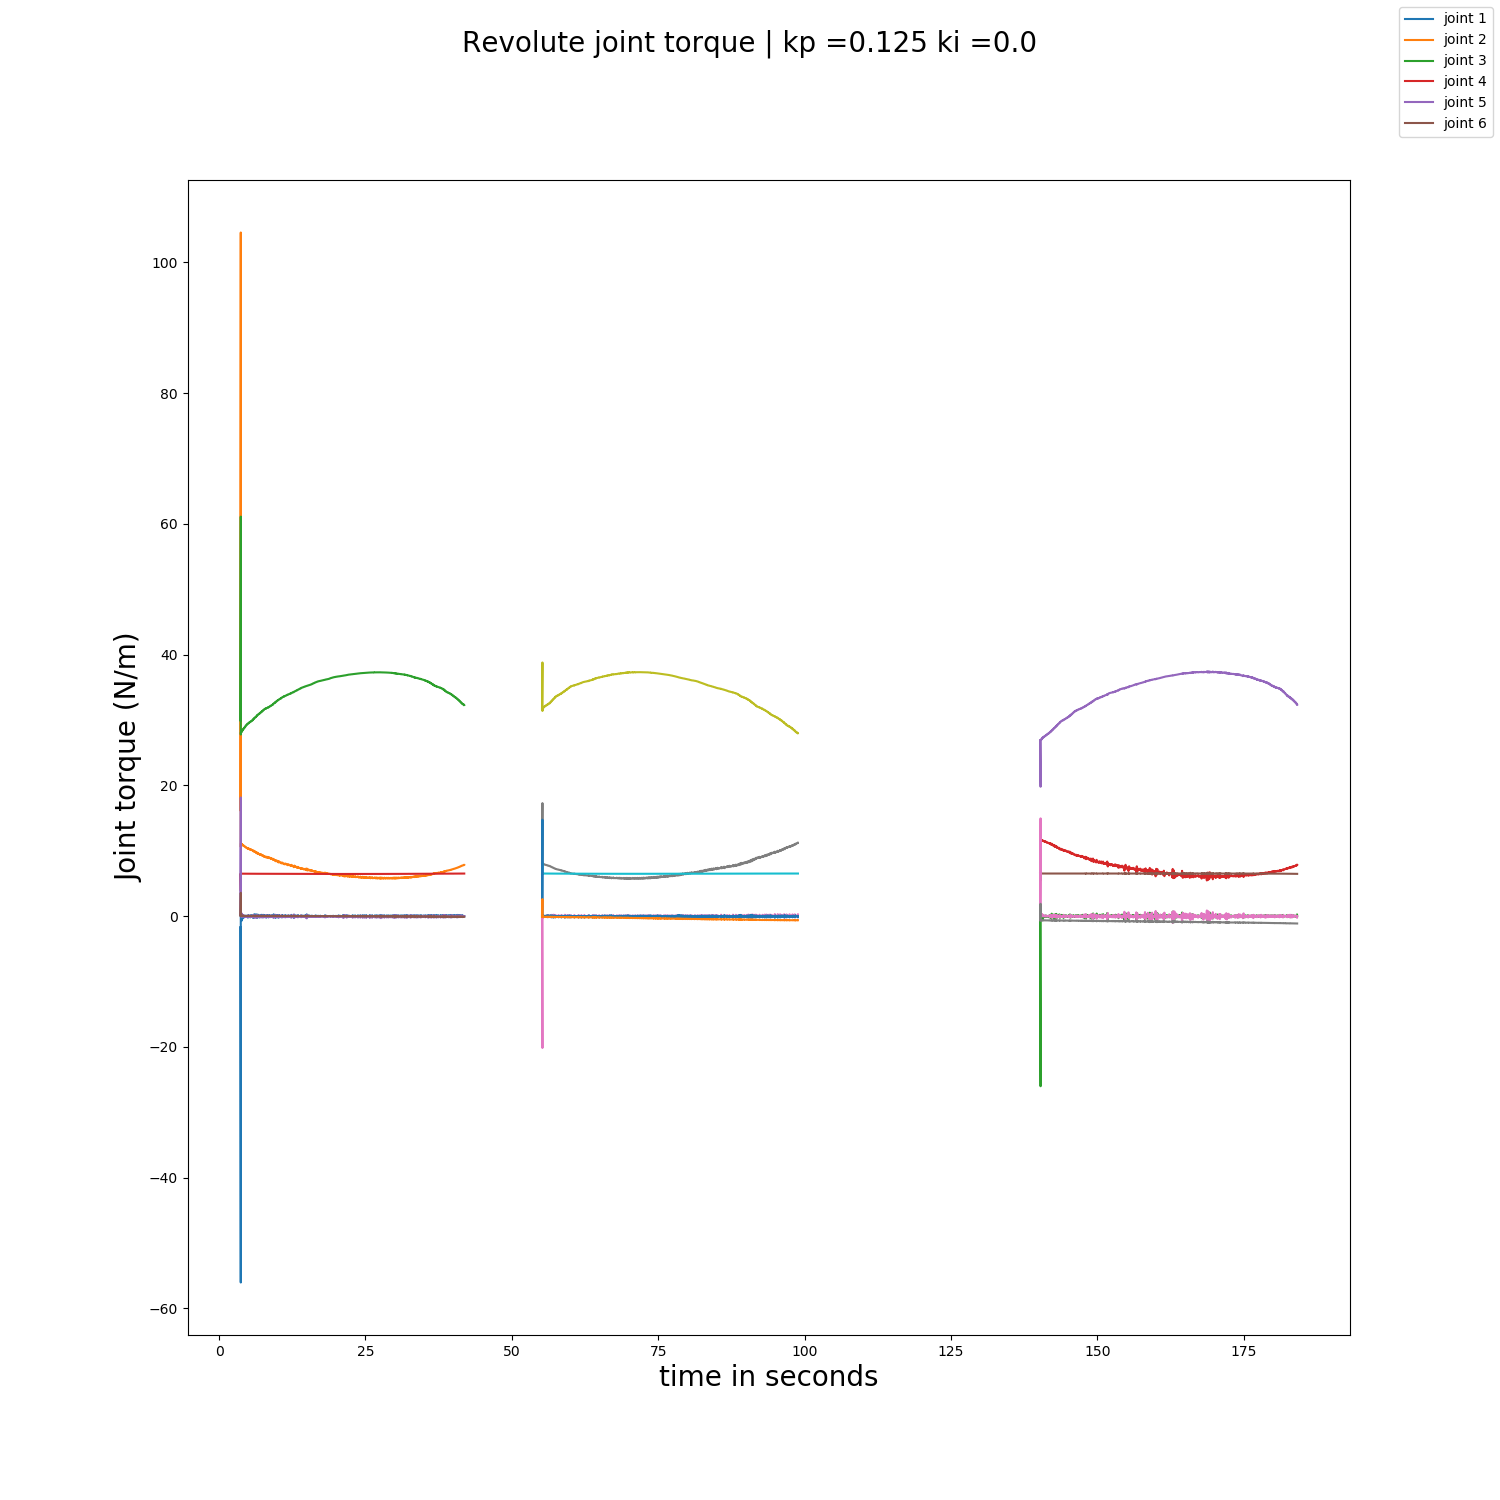 Revolute joint torque | kp =0.125 ki =0.0
joint 1
joint 2
joint 3
joint 4
joint 5
joint 6
Joint torque (N/m)
100
80
60
40
20
0
−20
−40
−60
0 25 50 75 100 125 150 175
time in seconds